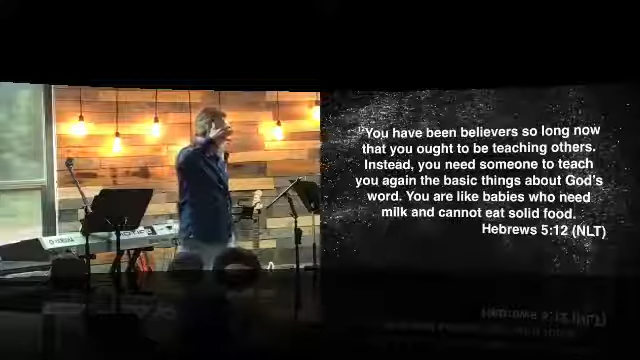 "You have been believers so long now
that you ought to be teaching others.
Instead, you need someone to teach
you again the basic things about God's
word. You are like babies who need
milk and cannot eat solid food.
Hebrews 5:12 (NLT)
YAMAHA